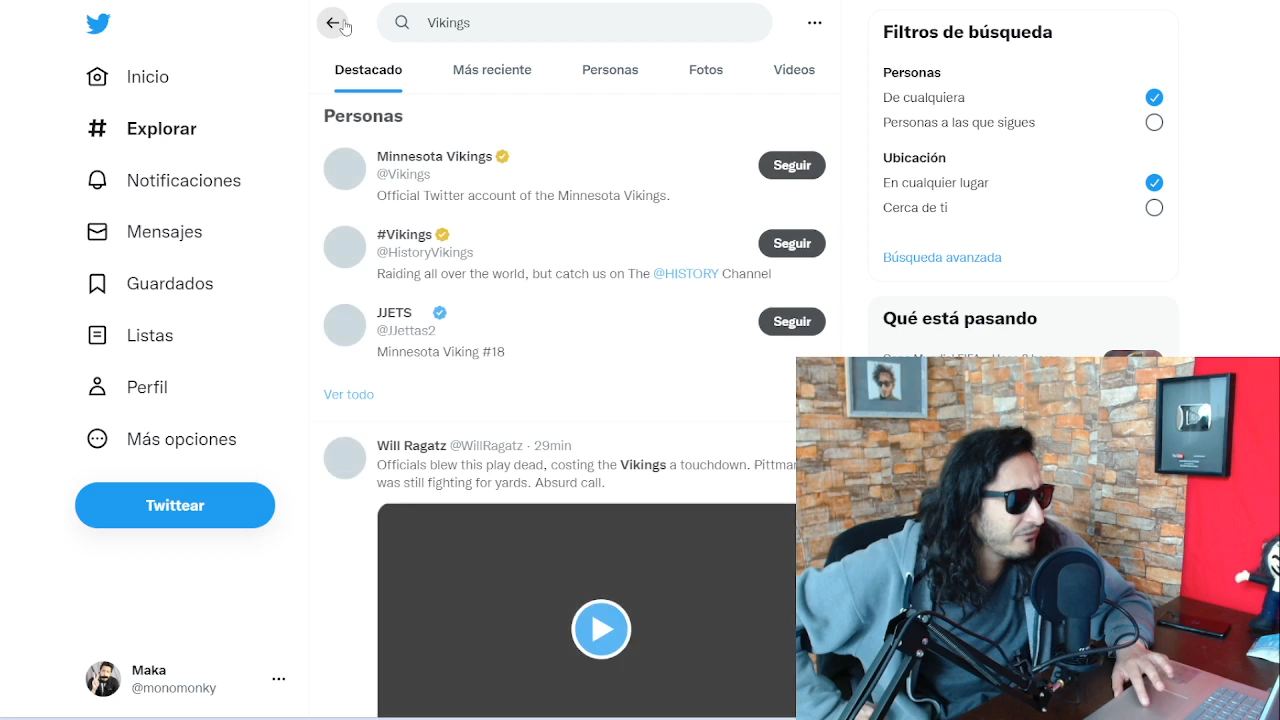 Vikings
Inicio
Explorar
Notificaciones
Mensajes
Guardados
Listas
Perfil
Más opciones
Twittear
Maka
@monomonky
Destacado
Más reciente
Personas
Fotos
Videos
Personas
Minnesota Vikings
@Vikings
Official Twitter account of the Minnesota Vikings.
Seguir
#Vikings
@HistoryVikings
Raiding all over the world, but catch us on The @HISTORY Channel
Seguir
JJETS
@JJettas2
Minnesota Viking #18
Seguir
Ver todo
Will Ragatz @WillRagatz · 29min
Officials blew this play dead, costing the Vikings a touchdown. Pittman
was still fighting for yards. Absurd call.
Filtros de búsqueda
Personas
De cualquiera
Personas a las que sigues
Ubicación
En cualquier lugar
Cerca de ti
Búsqueda avanzada
Qué está pasando